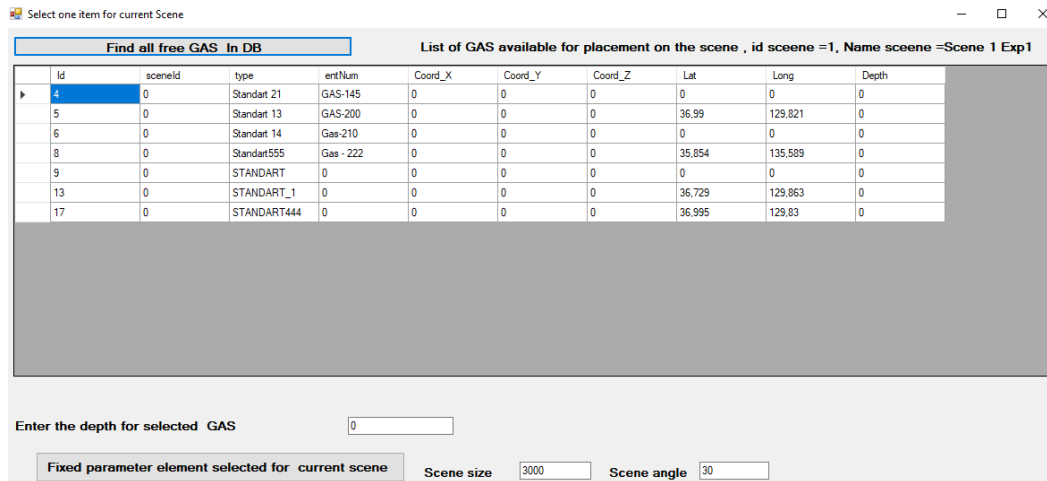 Select one item for current Scene
Find all free GAS In DB
List of GAS available for placement on the scene , id sceene =1, Name sceene =Scene 1 Exp1
Id sceneId type entNum Coord_X Coord_Y Coord_Z Lat Long Depth
4 0 Standart 21 GAS-145 0 0 0 0 0 0
5 0 Standart 13 GAS-200 0 0 0 36,99 129,821 0
6 0 Standart 14 Gas-210 0 0 0 0 0 0
8 0 Standart555 Gas - 222 0 0 0 35,854 135,589 0
9 0 STANDART 0 0 0 0 0 0 0
13 0 STANDART_1 0 0 0 0 36,729 129,863 0
17 0 STANDART444 0 0 0 0 36,995 129,83 0
Enter the depth for selected GAS 0
Fixed parameter element selected for current scene Scene size 3000 Scene angle 30